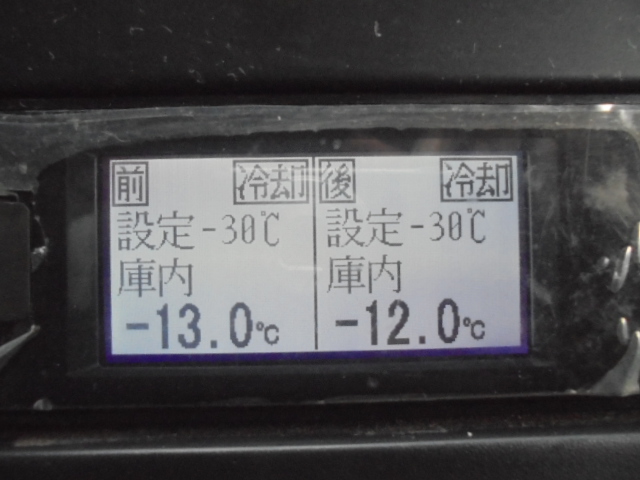 前 冷却
設定-30℃
庫内
-13.0℃
後 冷却
設定-30℃
庫内
-12.0℃